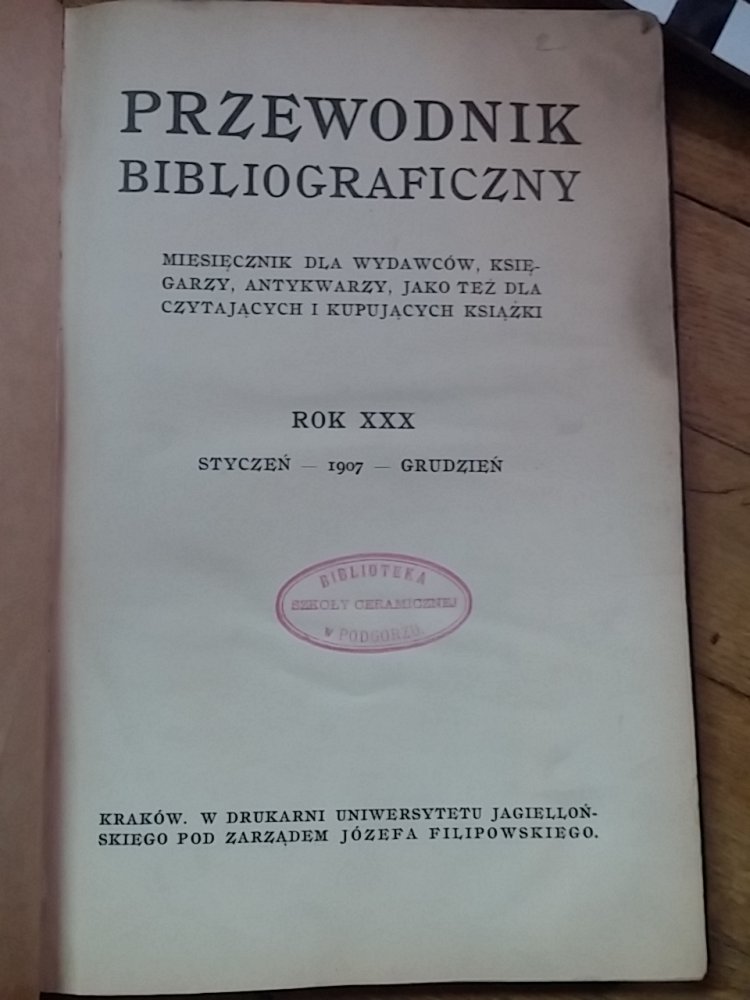 PRZEWODNIK
BIBLIOGRAFICZNY
MIESIĘCZNIK DLA WYDAWCÓW, KSIĘ-
GARZY, ANTYKWARZY, JAKO TEŻ DLA
CZYTAJĄCYCH I KUPUJĄCYCH KSIĄŻKI
ROK XXX
STYCZEŃ — 1907 — GRUDZIEŃ
BIBLIOTEKA
SZKOŁY CERAMICZNEJ
W PODGÓRZU.
KRAKÓW. W DRUKARNI UNIWERSYTETU JAGIELLOŃ-
SKIEGO POD ZARZĄDEM JÓZEFA FILIPOWSKIEGO.